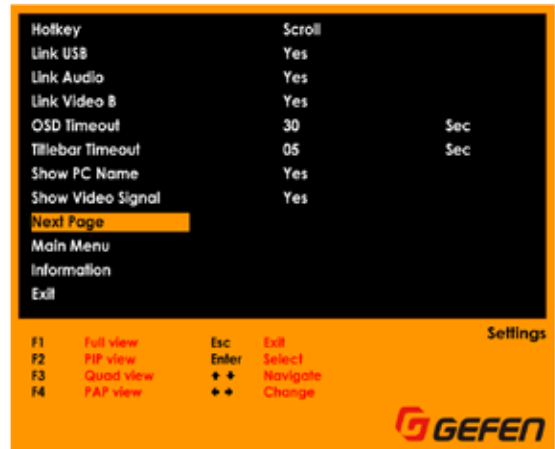 Hotkey Scroll
Link USB Yes
Link Audio Yes
Link Video B Yes
OSD Timeout 30 Sec
Titlebar Timeout 05 Sec
Show PC Name Yes
Show Video Signal Yes
Next Page
Main Menu
Information
Exit
Settings
F1 Full view Esc Exit
F2 PIP view Enter Select
F3 Quad view Navigate
F4 PAP view Change
GEFEN